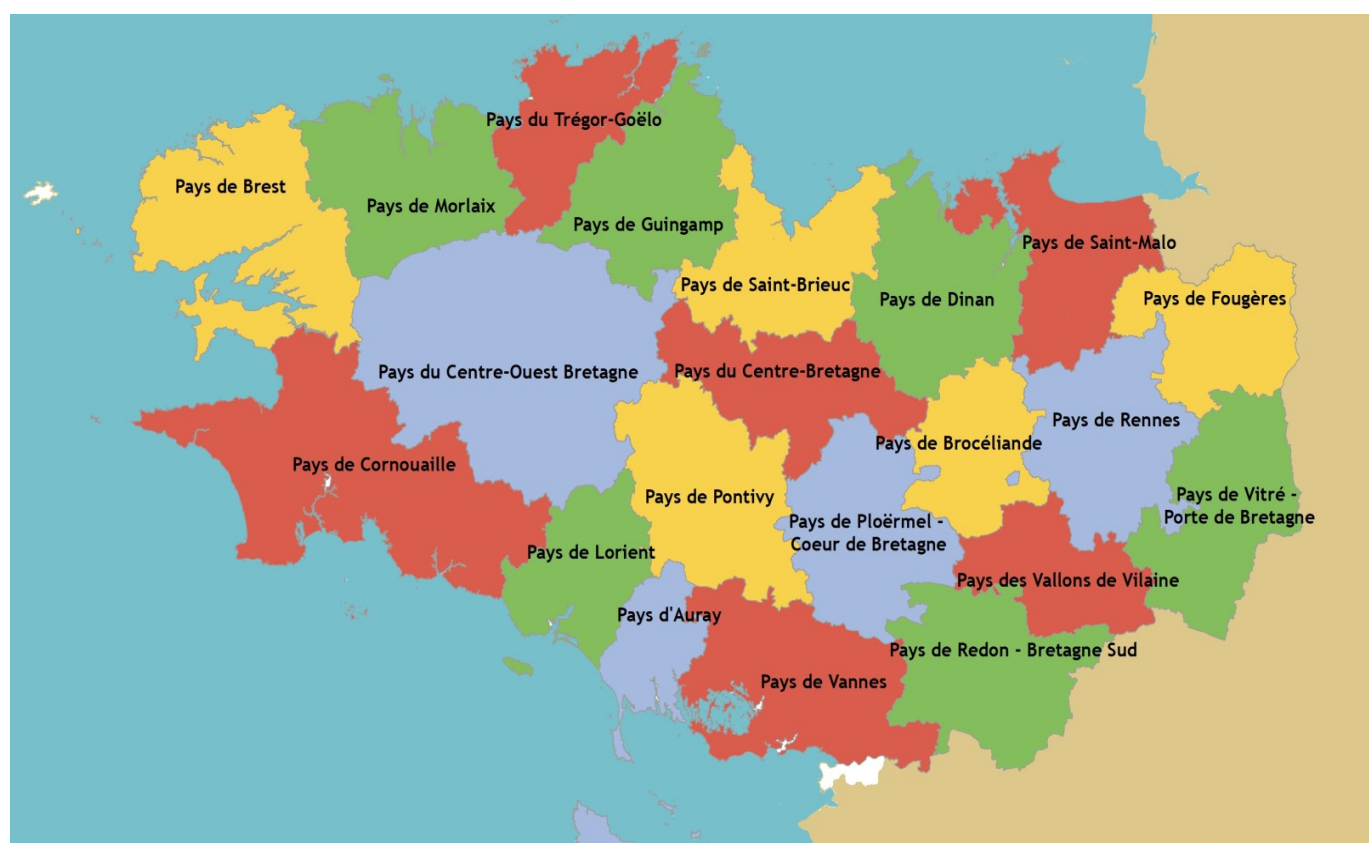 Pays du Trégor-Goëlo
Pays de Brest
Pays de Morlaix
Pays de Guingamp
Pays de Saint-Malo
Pays de Saint-Brieuc
Pays de Dinan
Pays de Fougères
Pays du Centre-Ouest Bretagne
Pays du Centre-Bretagne
Pays de Rennes
Pays de Brocéliande
Pays de Cornouaille
Pays de Pontivy
Pays de Vitré -
Porte de Bretagne
Pays de Ploërmel -
Coeur de Bretagne
Pays de Lorient
Pays des Vallons de Vilaine
Pays d'Auray
Pays de Redon - Bretagne Sud
Pays de Vannes